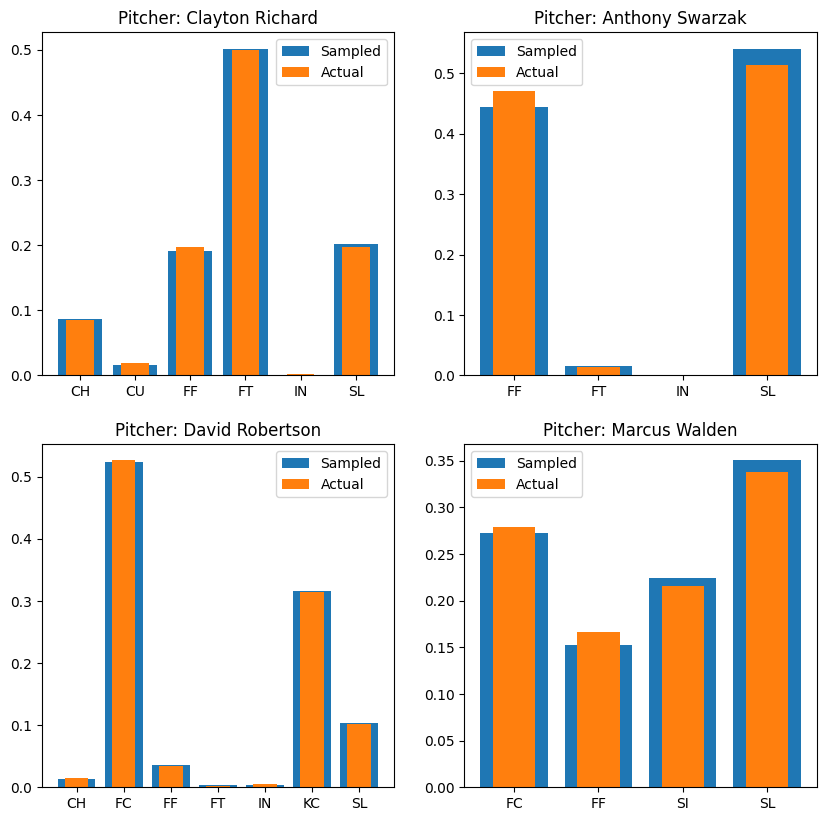 Pitcher: Clayton Richard
0.5
0.4
0.3
0.2
0.1
0.0
Sampled
Actual
CH CU FF FT IN SL
Pitcher: Anthony Swarzak
0.5
0.4
0.3
0.2
0.1
0.0
Sampled
Actual
FF FT IN SL
Pitcher: David Robertson
0.5
0.4
0.3
0.2
0.1
0.0
Sampled
Actual
CH FC FF FT IN KC SL
Pitcher: Marcus Walden
0.35
0.30
0.25
0.20
0.15
0.10
0.05
0.00
Sampled
Actual
FC FF SI SL